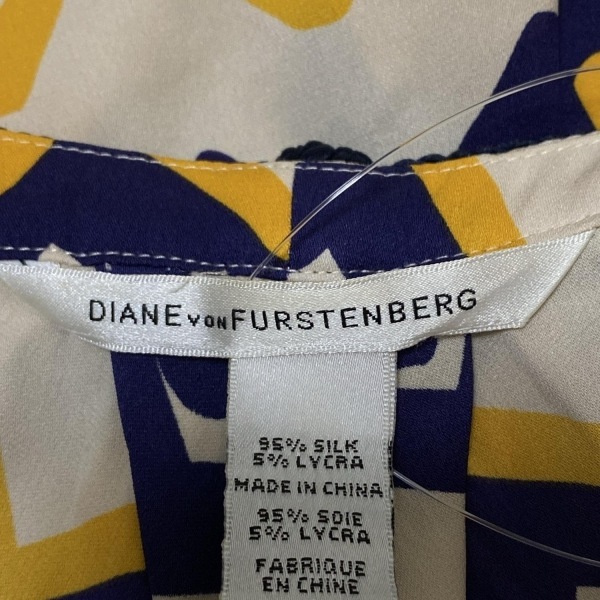 DIANE VON FURSTENBERG
95% SILK
5% LYCRA
MADE IN CHINA
95% SOIE
5% LYCRA
FABRIQUE
EN CHINE